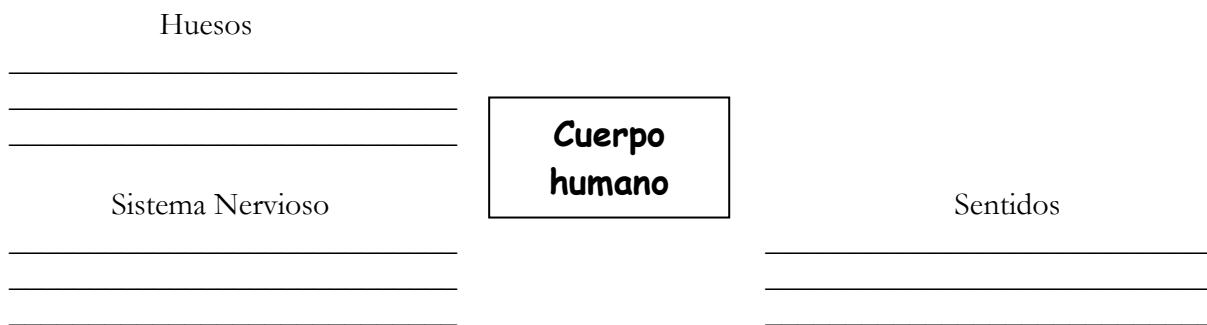 Huesos
Cuerpo
humano
Sistema Nervioso
Sentidos